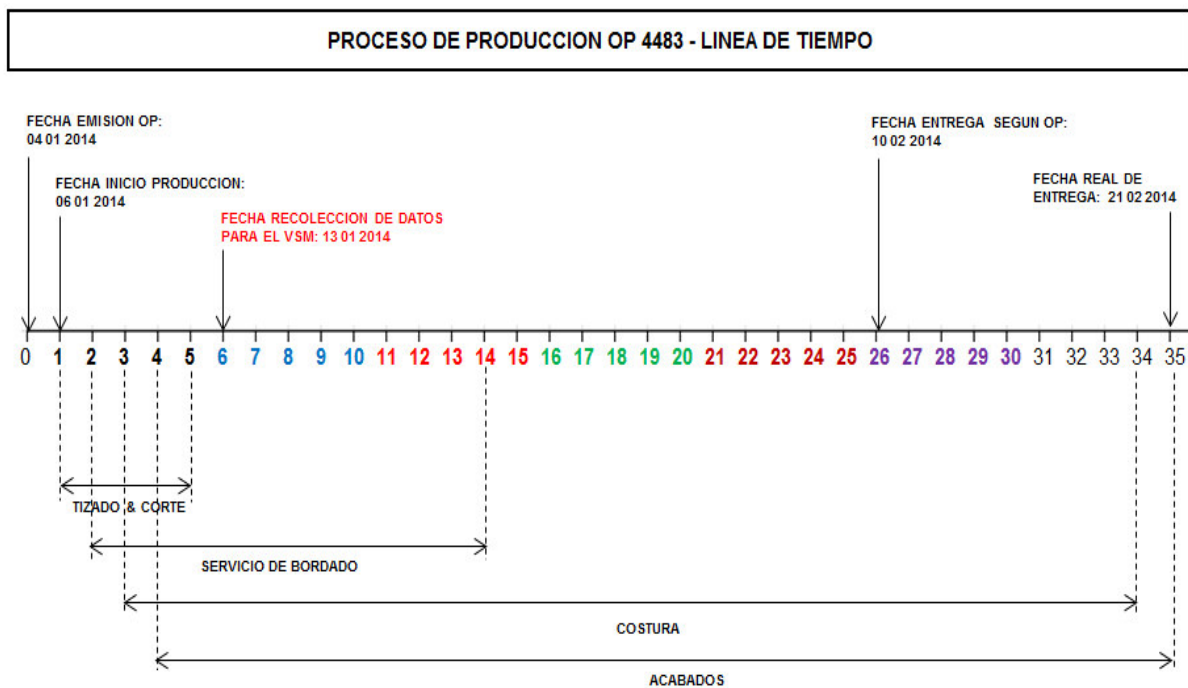 PROCESO DE PRODUCCION OP 4483 - LINEA DE TIEMPO
FECHA EMISION OP:
04 01 2014
FECHA INICIO PRODUCCION:
06 01 2014
FECHA RECOLECCION DE DATOS
PARA EL VSM: 13 01 2014
FECHA ENTREGA SEGUN OP:
10 02 2014
FECHA REAL DE
ENTREGA: 21 02 2014
0 1 2 3 4 5 6 7 8 9 10 11 12 13 14 15 16 17 18 19 20 21 22 23 24 25 26 27 28 29 30 31 32 33 34 35
TIZADO & CORTE
SERVICIO DE BORDADO
COSTURA
ACABADOS